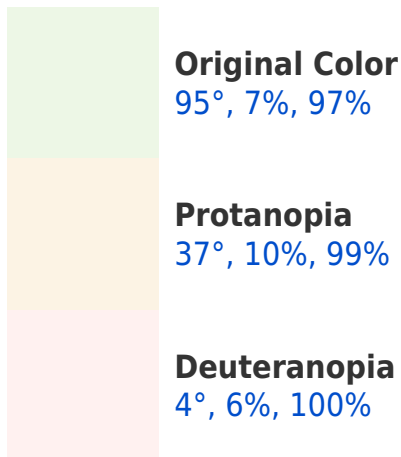 Original Color
95°, 7%, 97%
Protanopia
37°, 10%, 99%
Deuteranopia
4°, 6%, 100%